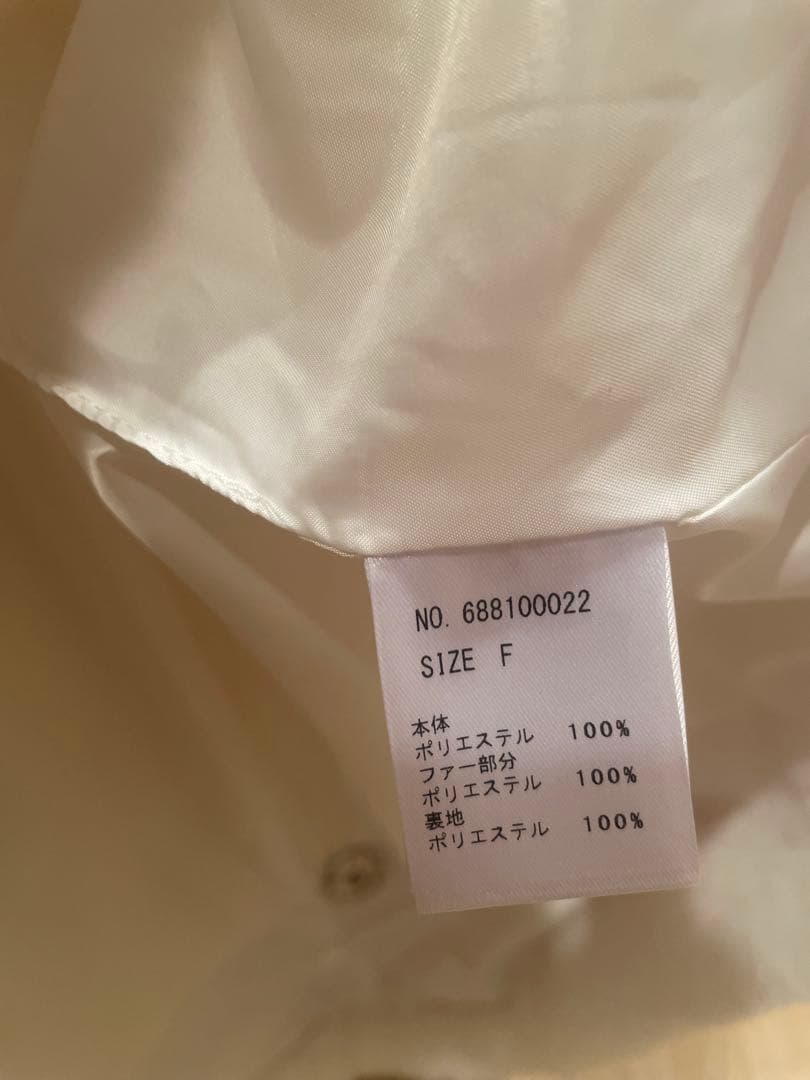 NO. 688100022
SIZE F
本体
ポリエステル 100%
ファー部分
ポリエステル 100%
裏地
ポリエステル 100%